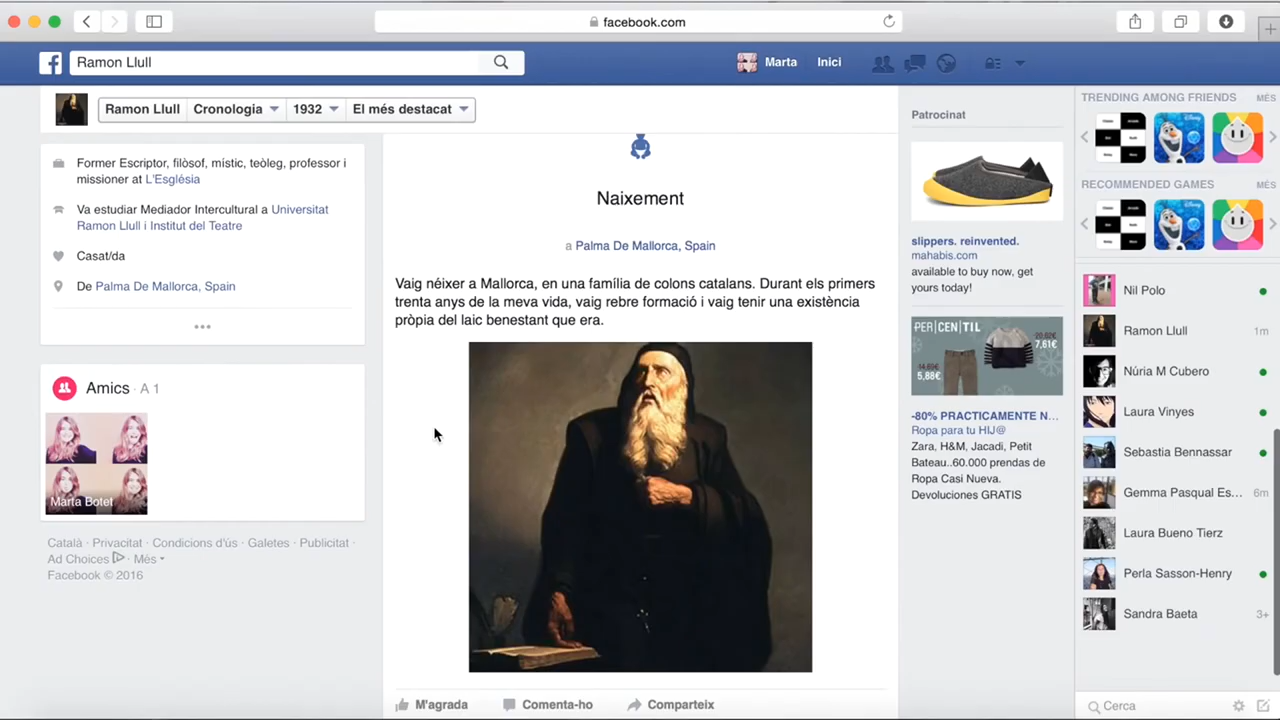 facebook.com
Ramon Llull
Marta
Inici
Ramon Llull
Cronologia
1932
El més destacat
Former Escriptor, filòsof, místic, teòleg, professor i
missioner at L'Església
Va estudiar Mediador Intercultural a Universitat
Ramon Llull i Institut del Teatre
Casat/da
De Palma De Mallorca, Spain
Amics · A 1
Marta Botet
Català · Privacitat · Condicions d'ús · Galetes · Publicitat ·
Ad Choices · Més
Facebook © 2016
Naixement
a Palma De Mallorca, Spain
Vaig néixer a Mallorca, en una família de colons catalans. Durant els primers
trenta anys de la meva vida, vaig rebre formació i vaig tenir una existència
pròpia del laic benestant que era.
M'agrada
Comenta-ho
Comparteix
Patrocinat
slippers. reinvented.
mahabis.com
available to buy now, get
yours today!
PER|CEN|TIL
20,82€
7,61€
14,60€
5,88€
-80% PRACTICAMENTE N...
Ropa para tu HIJ@
Zara, H&M, Jacadi, Petit
Bateau..60.000 prendas de
Ropa Casi Nueva.
Devoluciones GRATIS
TRENDING AMONG FRIENDS
MÉS
RECOMMENDED GAMES
MÉS
Nil Polo
Ramon Llull 1m
Núria M Cubero
Laura Vinyes
Sebastia Bennassar
Gemma Pasqual Es... 6m
Laura Bueno Tierz
Perla Sasson-Henry
Sandra Baeta 3+
Cerca